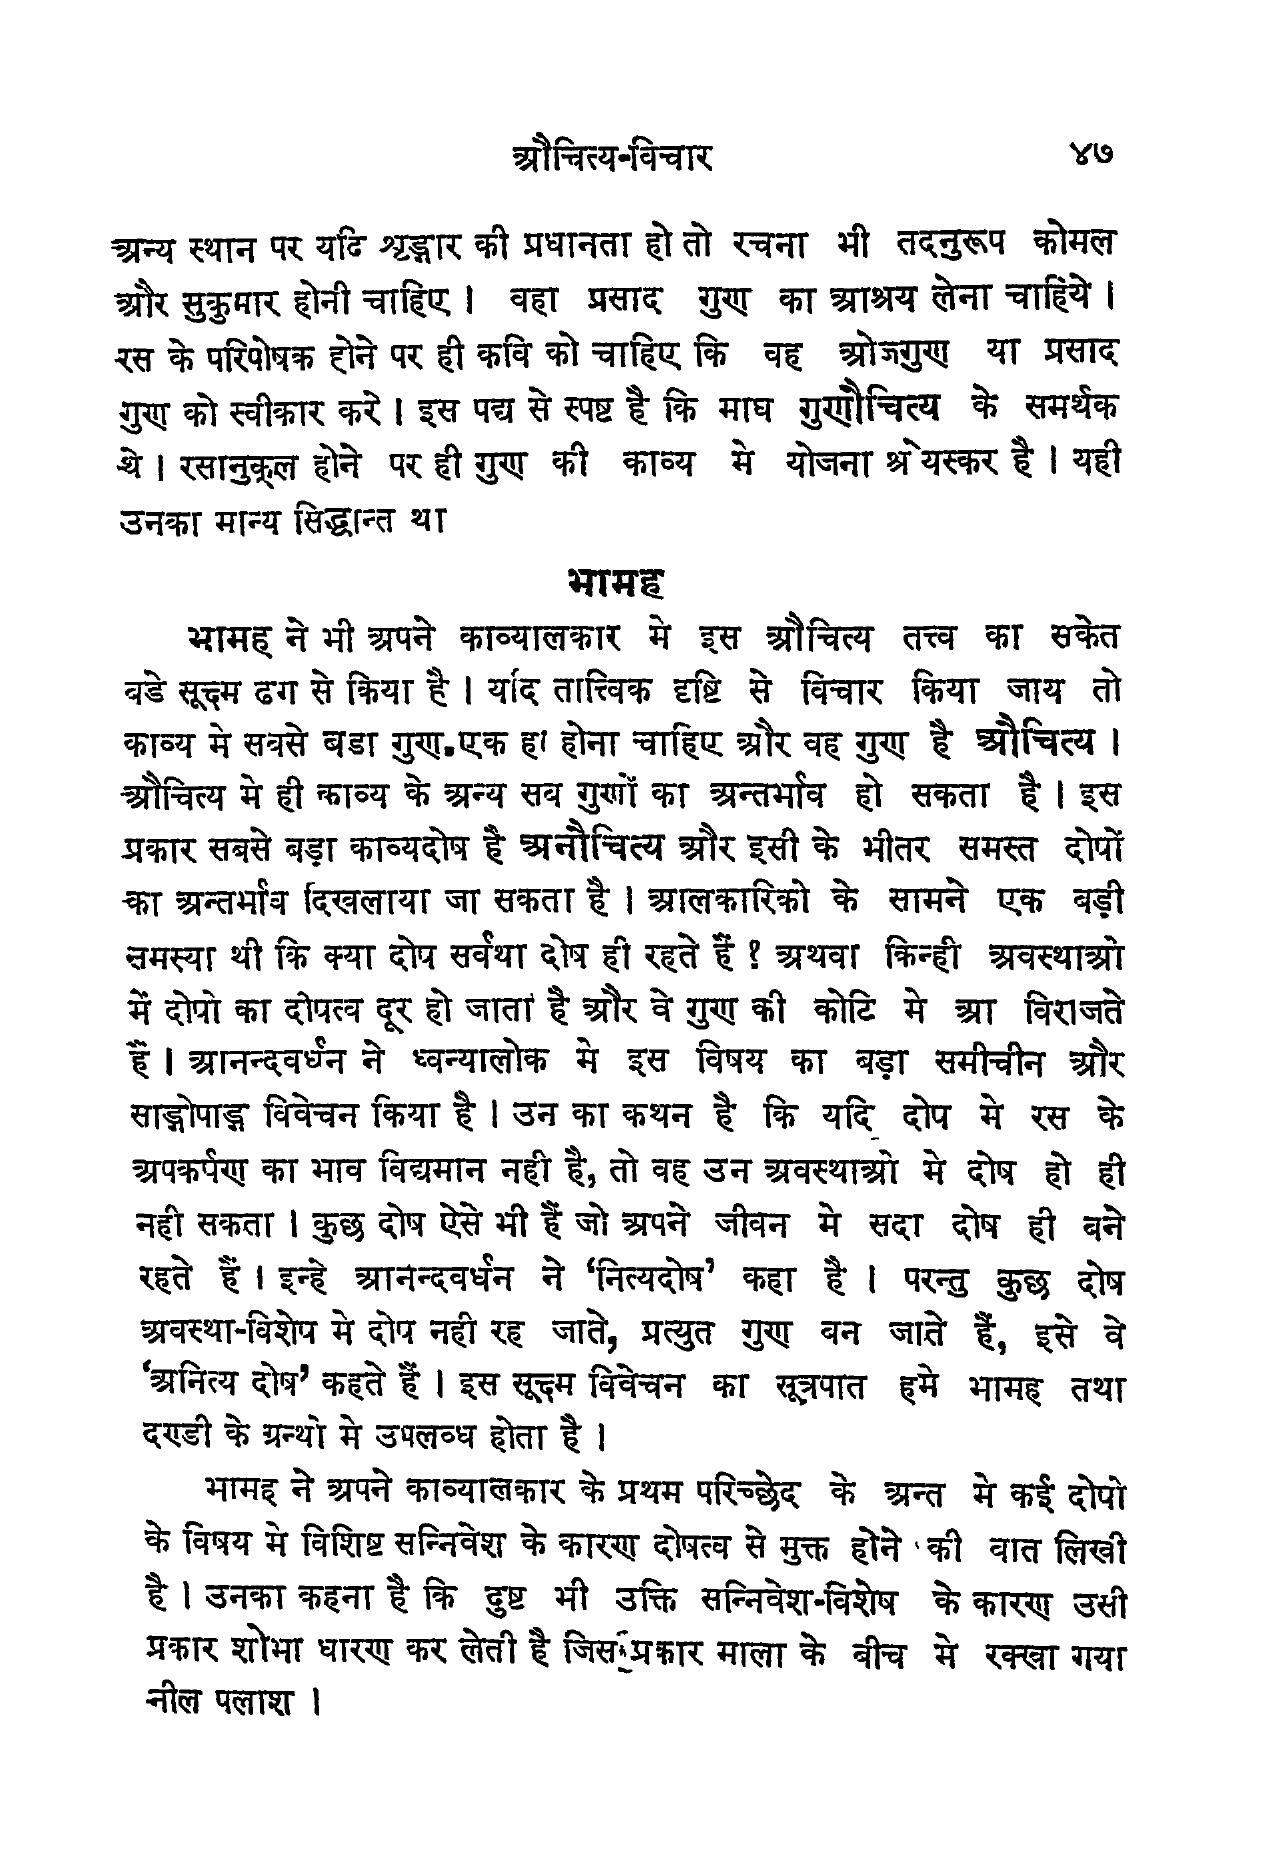 औचित्य-विचार ४७
अन्य स्थान पर यदि शृङ्गार की प्रधानता हो तो रचना भी तदनुरूप कोमल
और सुकुमार होनी चाहिए । वहा प्रसाद गुण का आश्रय लेना चाहिये ।
रस के परिपोषक होने पर ही कवि को चाहिए कि वह ओजगुण या प्रसाद
गुण को स्वीकार करे । इस पद्य से स्पष्ट है कि माघ गुणौचित्य के समर्थक
थे । रसानुकूल होने पर ही गुण की काव्य मे योजना श्रेयस्कर है । यही
उनका मान्य सिद्धान्त था
भामह
भामह ने भी अपने काव्यालकार मे इस औचित्य तत्त्व का सकेत
बडे सूक्ष्म ढग से किया है । यदि तात्त्विक दृष्टि से विचार किया जाय तो
काव्य मे सबसे बडा गुण एक हा होना चाहिए और वह गुण है औचित्य ।
औचित्य मे ही काव्य के अन्य सव गुणों का अन्तर्भाव हो सकता है । इस
प्रकार सबसे बड़ा काव्यदोष है अनौचित्य और इसी के भीतर समस्त दोपों
का अन्तर्भाव दिखलाया जा सकता है । आलकारिको के सामने एक बड़ी
समस्या थी कि क्या दोप सर्वथा दोष ही रहते हैं ? अथवा किन्ही अवस्थाओ
में दोपो का दोपत्व दूर हो जाता है और वे गुण की कोटि मे आ विराजते
हैं । आनन्दवर्धन ने ध्वन्यालोक मे इस विषय का बड़ा समीचीन और
साङ्गोपाङ्ग विवेचन किया है । उन का कथन है कि यदि दोप मे रस के
अपकर्पण का भाव विद्यमान नही है, तो वह उन अवस्थाओ मे दोष हो ही
नही सकता । कुछ दोष ऐसे भी हैं जो अपने जीवन मे सदा दोष ही बने
रहते हैं । इन्हे आनन्दवर्धन ने ‘नित्यदोष’ कहा है । परन्तु कुछ दोष
अवस्था-विशेप मे दोप नही रह जाते, प्रत्युत गुण बन जाते हैं, इसे वे
‘अनित्य दोष’ कहते हैं । इस सूक्ष्म विवेचन का सूत्रपात हमे भामह तथा
दण्डी के ग्रन्थो मे उपलब्ध होता है ।
भामह ने अपने काव्यालकार के प्रथम परिच्छेद के अन्त मे कई दोपो
के विषय मे विशिष्ट सन्निवेश के कारण दोषत्व से मुक्त होने की वात लिखी
है । उनका कहना है कि दुष्ट भी उक्ति सन्निवेश-विशेष के कारण उसी
प्रकार शोभा धारण कर लेती है जिस प्रकार माला के बीच मे रक्खा गया
नील पलाश ।